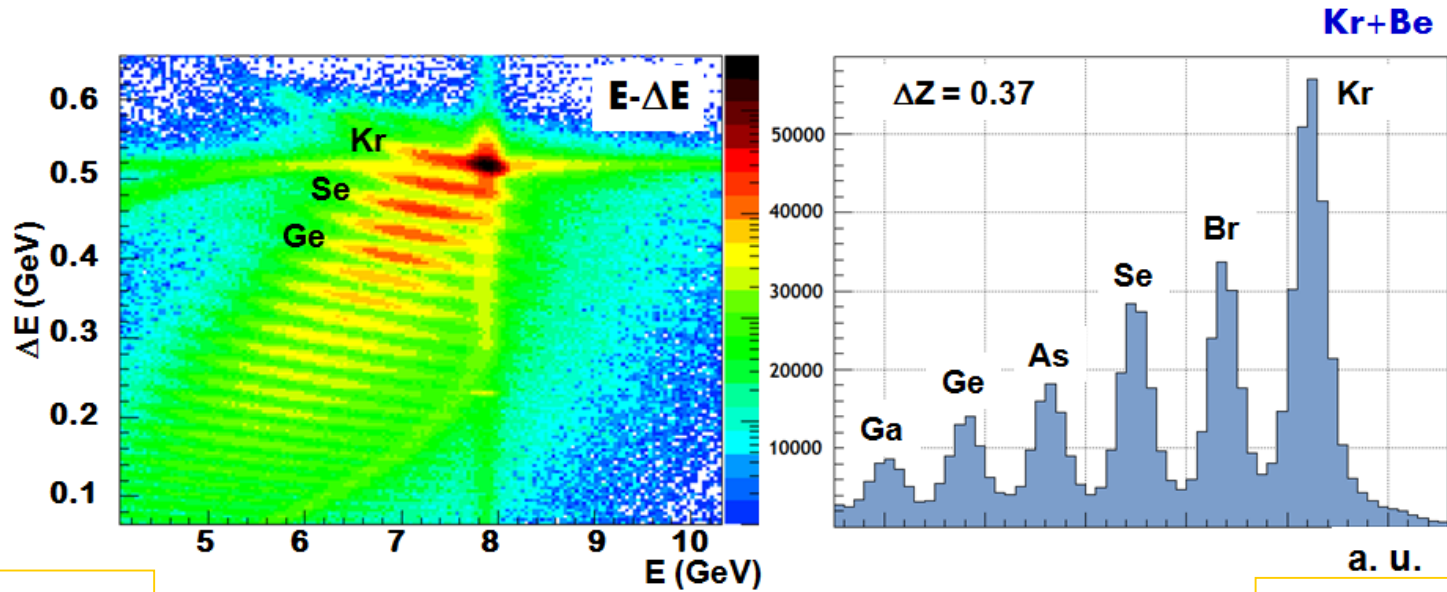 Kr+Be
E-ΔE
Kr
Se
Ge
0.6
0.5
0.4
0.3
0.2
0.1
ΔE (GeV)
5 6 7 8 9 10
E (GeV)
ΔZ = 0.37
Kr
Br
Se
As
Ge
Ga
50000
40000
30000
20000
10000
a. u.